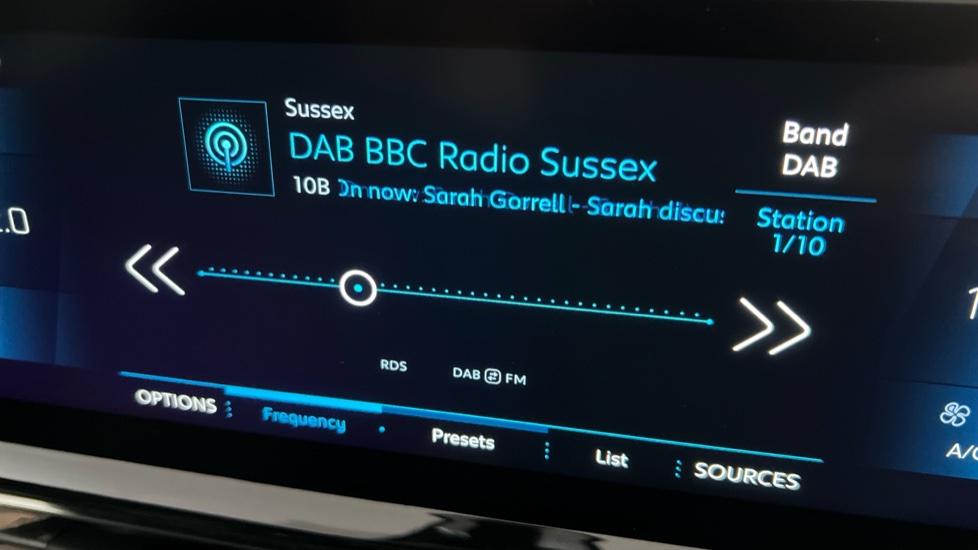 Sussex
DAB BBC Radio Sussex
10B On now: Sarah Gorrell - Sarah discu
Band
DAB
Station
1/10
.0
RDS
DAB FM
OPTIONS
Frequency
Presets
List
SOURCES